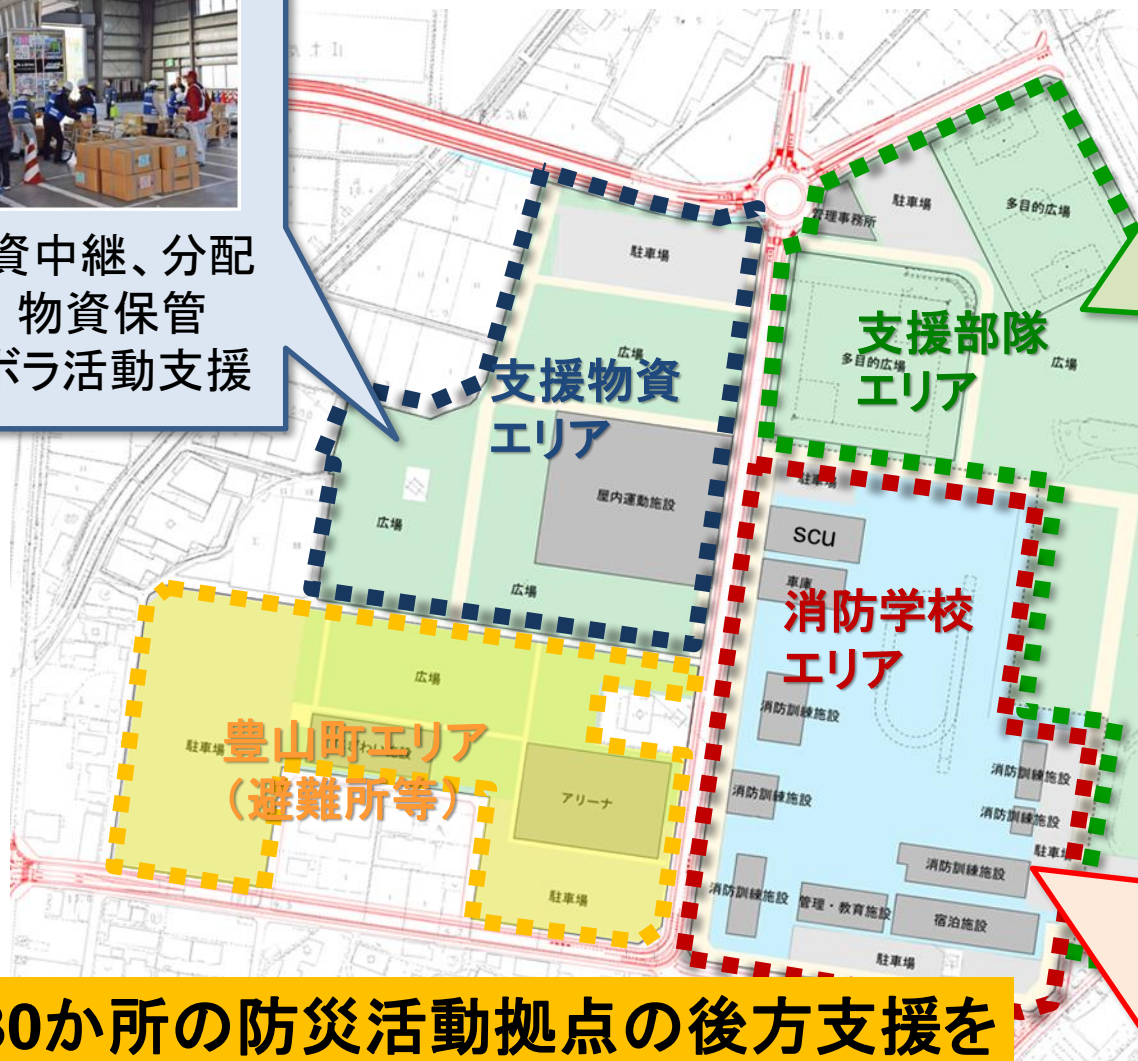 資中継、分配
物資保管
ボラ活動支援
駐車場
広場
支援物資
エリア
屋内運動施設
広場
広場
管理事務所
駐車場
多目的広場
支援部隊
エリア
多目的広場
広場
駐車場
SCU
車庫
消防学校
エリア
消防訓練施設
消防訓練施設
消防訓練施設
消防訓練施設
消防訓練施設
駐車場
消防訓練施設
管理・教育施設
宿泊施設
駐車場
広場
駐車場
豊山町エリア
(避難所等)
アリーナ
駐車場
30か所の防災活動拠点の後方支援を